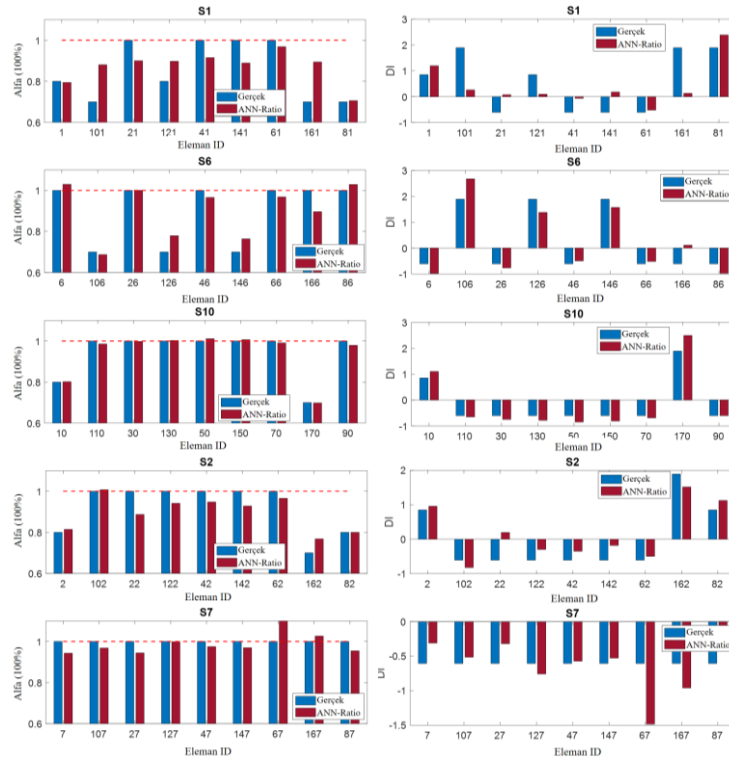 S1
Alfa (100%)
1
0.8
0.6
Gerçek
ANN-Ratio
1 101 21 121 41 141 61 161 81
Eleman ID
S1
DI
3
2
1
0
-1
Gerçek
ANN-Ratio
1 101 21 121 41 141 61 161 81
Eleman ID
S6
Alfa (100%)
1
0.8
0.6
Gerçek
ANN-Ratio
6 106 26 126 46 146 66 166 86
Eleman ID
S6
DI
3
2
1
0
-1
Gerçek
ANN-Ratio
6 106 26 126 46 146 66 166 86
Eleman ID
S10
Alfa (100%)
1
0.8
0.6
Gerçek
ANN-Ratio
10 110 30 130 50 150 70 170 90
Eleman ID
S10
DI
3
2
1
0
-1
Gerçek
ANN-Ratio
10 110 30 130 50 150 70 170 90
Eleman ID
S2
Alfa (100%)
1
0.8
0.6
Gerçek
ANN-Ratio
2 102 22 122 42 142 62 162 82
Eleman ID
S2
DI
2
1
0
-1
Gerçek
ANN-Ratio
2 102 22 122 42 142 62 162 82
Eleman ID
S7
Alfa (100%)
1
0.8
0.6
Gerçek
ANN-Ratio
7 107 27 127 47 147 67 167 87
Eleman ID
S7
DI
0
-0.5
-1
-1.5
Gerçek
ANN-Ratio
7 107 27 127 47 147 67 167 87
Eleman ID